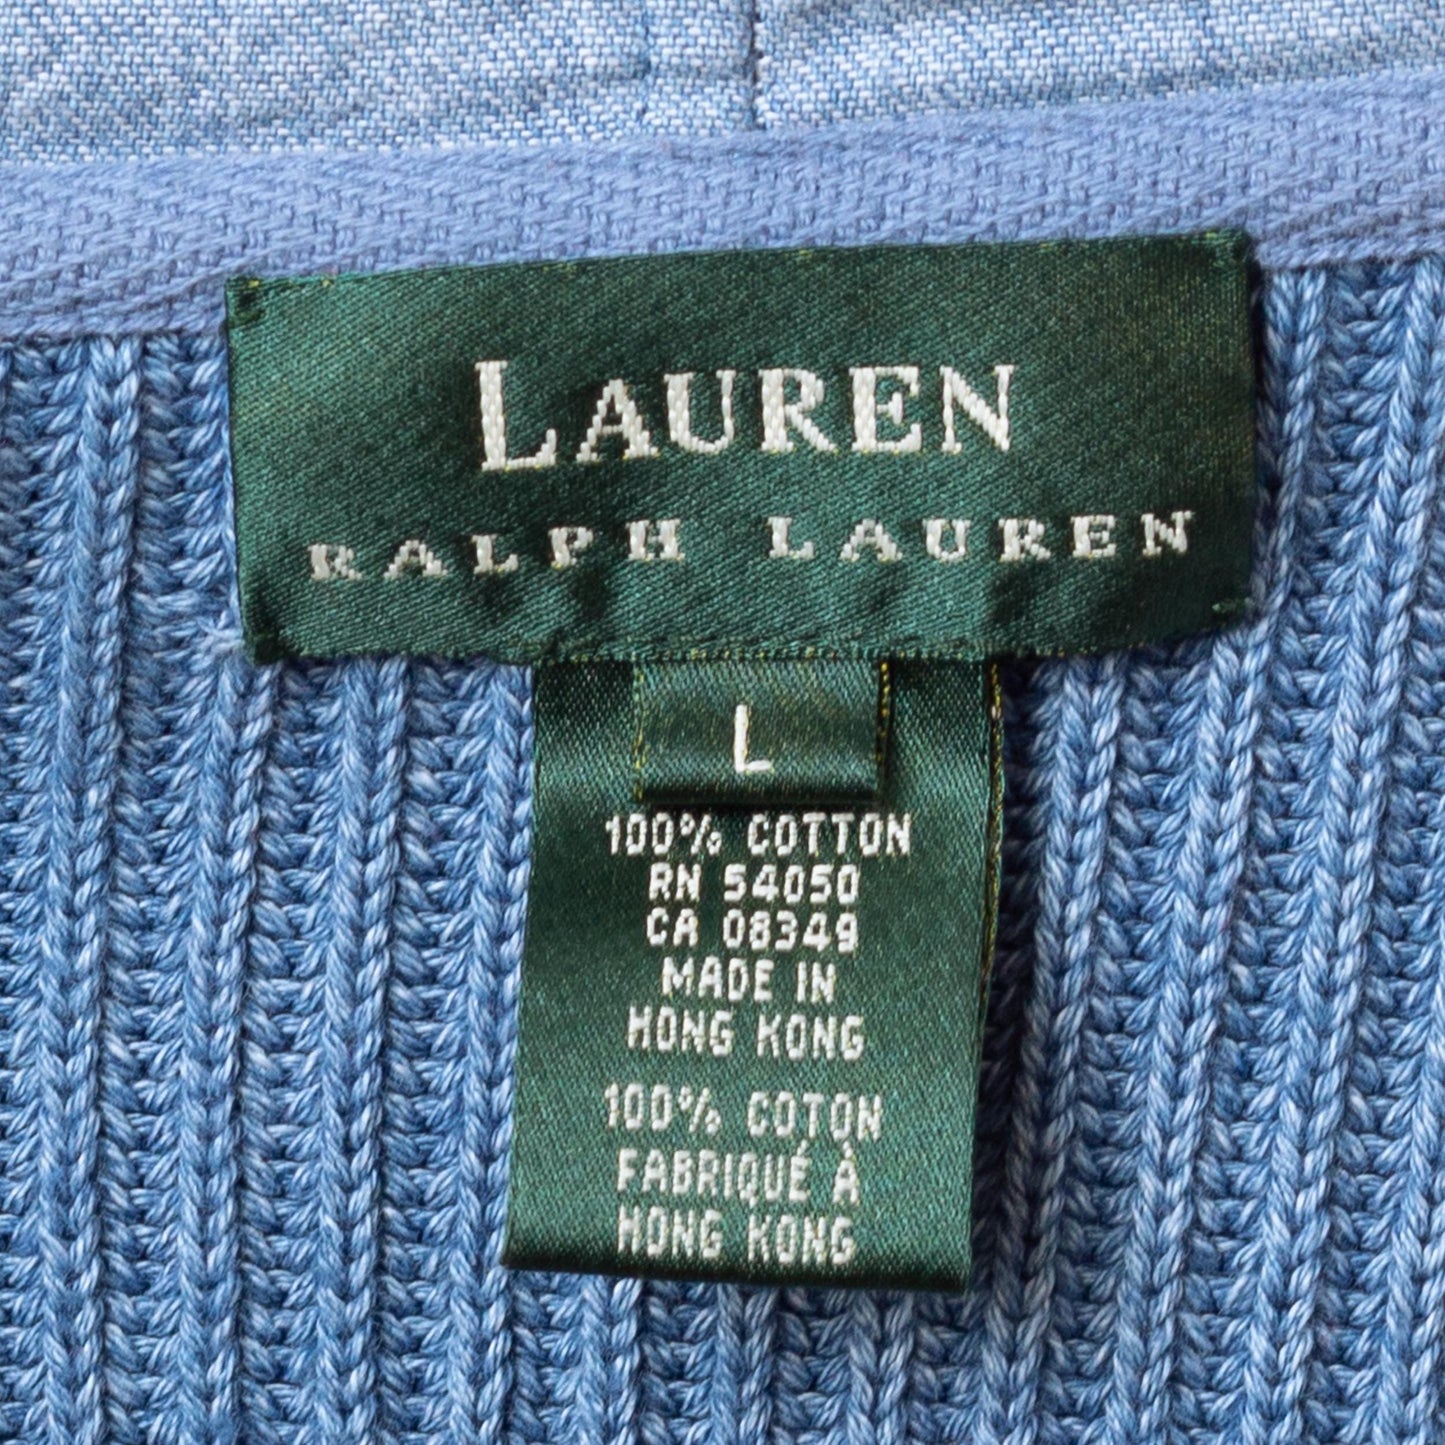 LAUREN
RALPH LAUREN
L
100% COTTON
RN 54050
CA 08349
MADE IN
HONG KONG
100% COTON
FABRIQUÉ À
HONG KONG